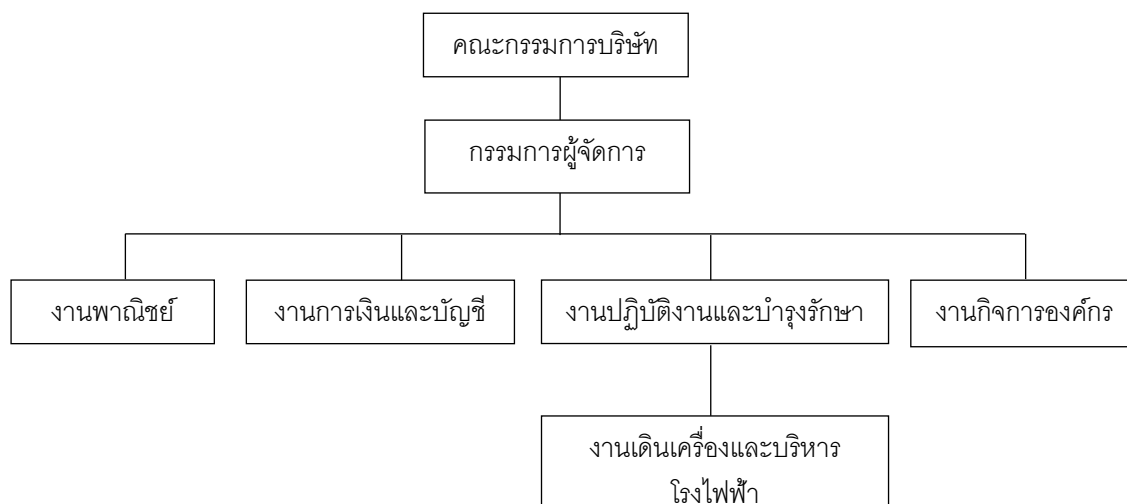 คณะกรรมการบริษัท
กรรมการผู้จัดการ
งานพาณิชย์
งานการเงินและบัญชี
งานปฏิบัติงานและบำรุงรักษา
งานกิจการองค์กร
งานเดินเครื่องและบริหาร
โรงไฟฟ้า